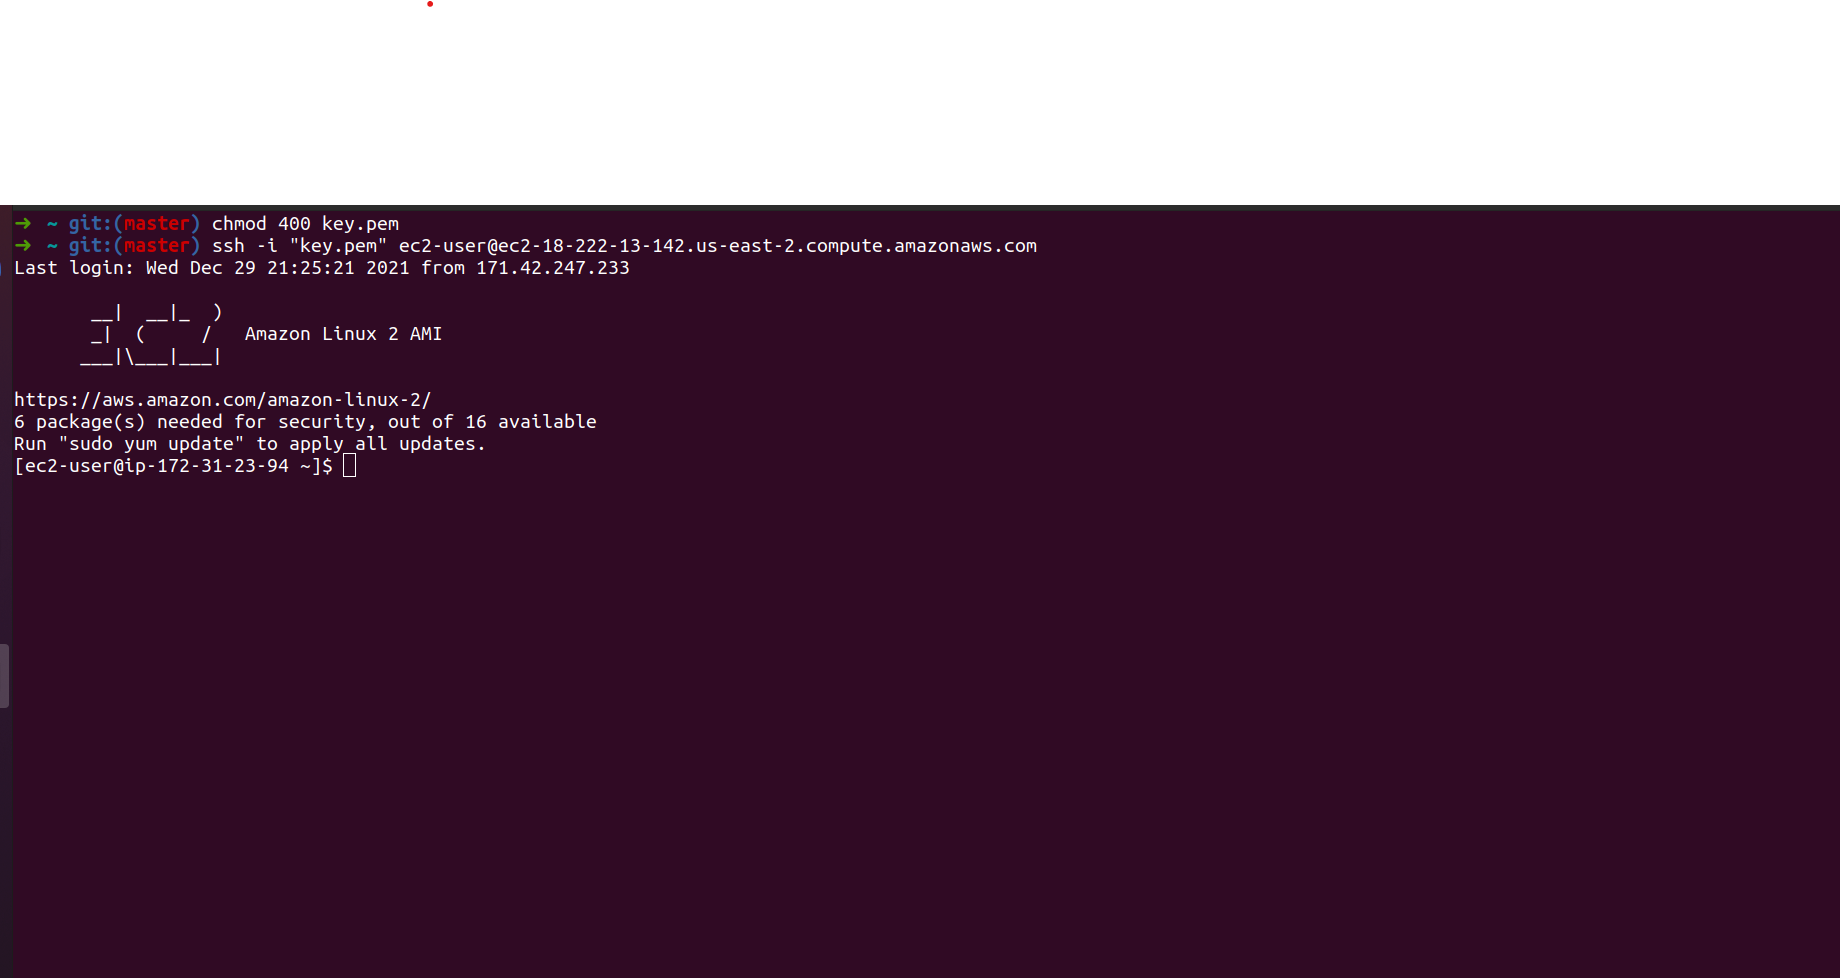 ➜  ~ git:(master) chmod 400 key.pem
➜  ~ git:(master) ssh -i "key.pem" ec2-user@ec2-18-222-13-142.us-east-2.compute.amazonaws.com
Last login: Wed Dec 29 21:25:21 2021 from 171.42.247.233
       __|  __|_  )
       _|  (     /   Amazon Linux 2 AMI
      ___|\___|___|
https://aws.amazon.com/amazon-linux-2/
6 package(s) needed for security, out of 16 available
Run "sudo yum update" to apply all updates.
[ec2-user@ip-172-31-23-94 ~]$